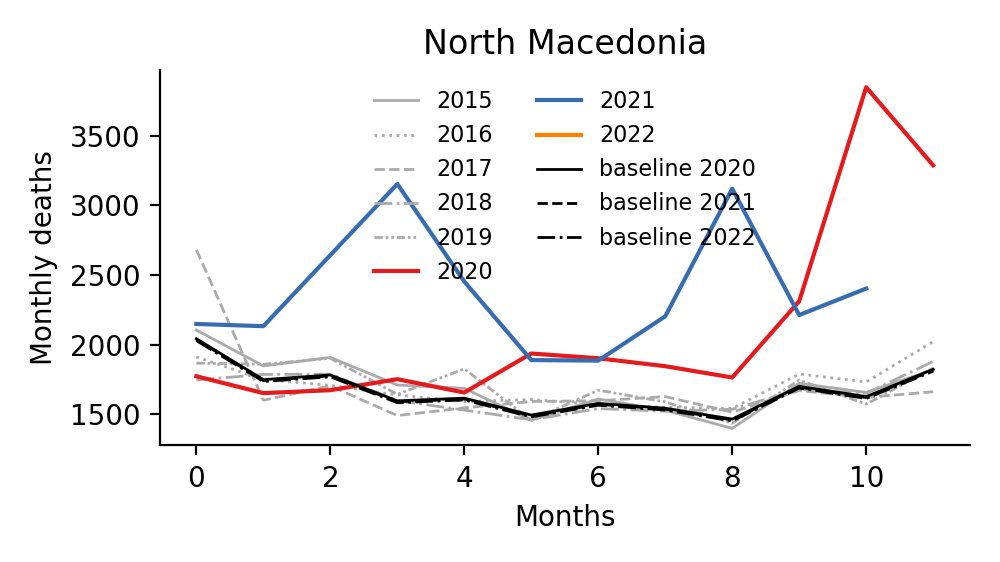 North Macedonia
Monthly deaths
3500
3000
2500
2000
1500
2015
2016
2017
2018
2019
2020
2021
2022
baseline 2020
baseline 2021
baseline 2022
0 2 4 6 8 10
Months